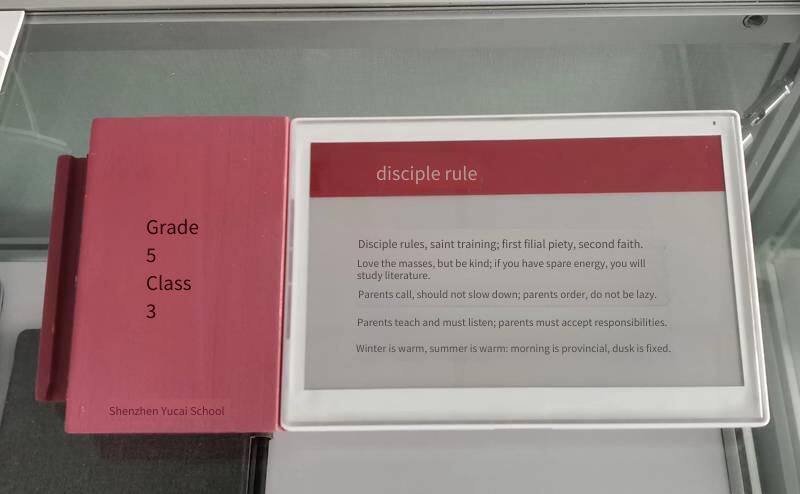 Grade
5
Class
3
Shenzhen Yucai School
disciple rule
Disciple rules, saint training; first filial piety, second faith.
Love the masses, but be kind; if you have spare energy, you will
study literature.
Parents call, should not slow down; parents order, do not be lazy.
Parents teach and must listen; parents must accept responsibilities.
Winter is warm, summer is warm: morning is provincial, dusk is fixed.